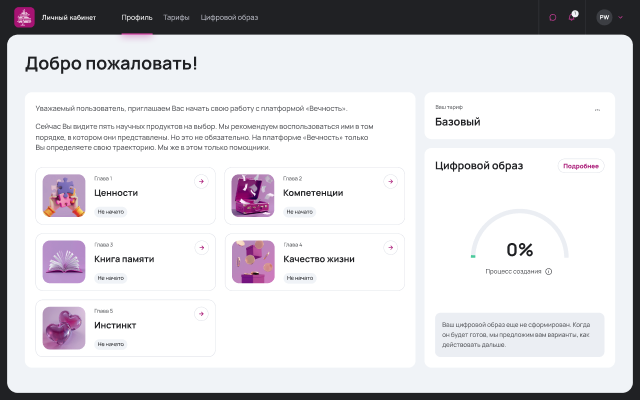 Личный кабинет
Профиль
Тарифы
Цифровой образ
1
PW
Добро пожаловать!
Уважаемый пользователь, приглашаем Вас начать свою работу с платформой «Вечность».
Сейчас Вы видите пять научных продуктов на выбор. Мы рекомендуем воспользоваться ими в том
порядке, в котором они представлены. Но это не обязательно. На платформе «Вечность» только
Вы определяете свою траекторию. Мы же в этом только помощники.
Глава 1
Ценности
Не начато
Глава 2
Компетенции
Не начато
Глава 3
Книга памяти
Не начато
Глава 4
Качество жизни
Не начато
Глава 5
Инстинкт
Не начато
Ваш тариф
...
Базовый
Цифровой образ
Подробнее
0%
Процесс создания
Ваш цифровой образ еще не сформирован. Когда
он будет готов, мы предложим вам варианты, как
действовать дальше.